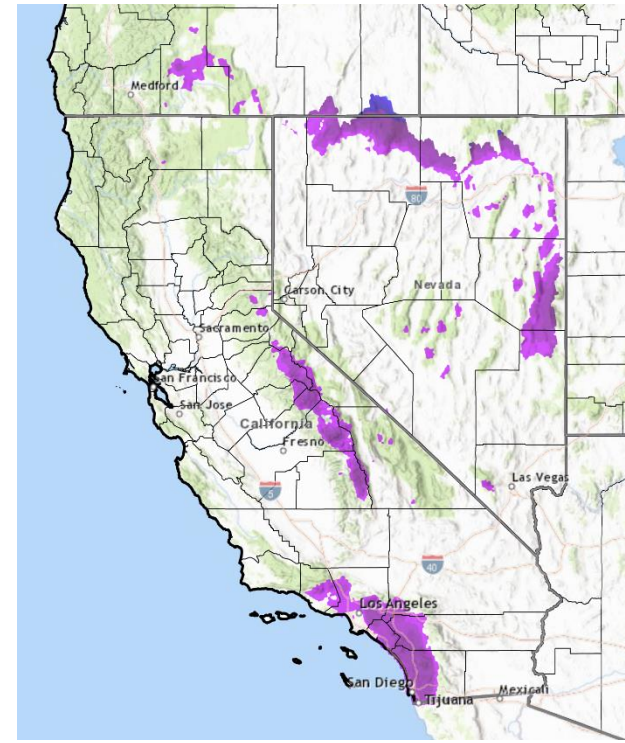 Medford
80
Carson City
Nevada
Sacramento
San Francisco
San Jose
California
Fresno
Las Vegas
5
40
Los Angeles
San Diego
Tijuana
Mexicali